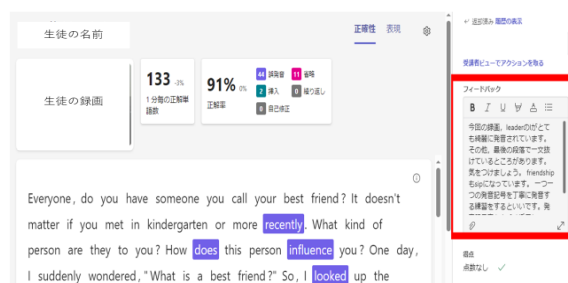 生徒の名前
正確性 表現
生徒の録画
133 -3%
1 分毎の正解単
語数
91% 0%
正解率
44 誤発音 11 省略
2 挿入 0 繰り返し
0 自己修正
Everyone, do you have someone you call your best friend? It doesn't
matter if you met in kindergarten or more recently. What kind of
person are they to you? How does this person influence you? One day,
I suddenly wondered, "What is a best friend?" So, I looked up the
返却済み 履歴の表示
受講者ビューでアクションを取る
フィードバック
B I U A
今回の録画、leaderのlがとて
も綺麗に発音されています。
その他、最後の段落で一文抜
けているところがあります。
気をつけましょう。friendship
もsipになっています。一つ一
つの発音記号を丁寧に発音す
る練習をするといいです。発
得点
点数なし